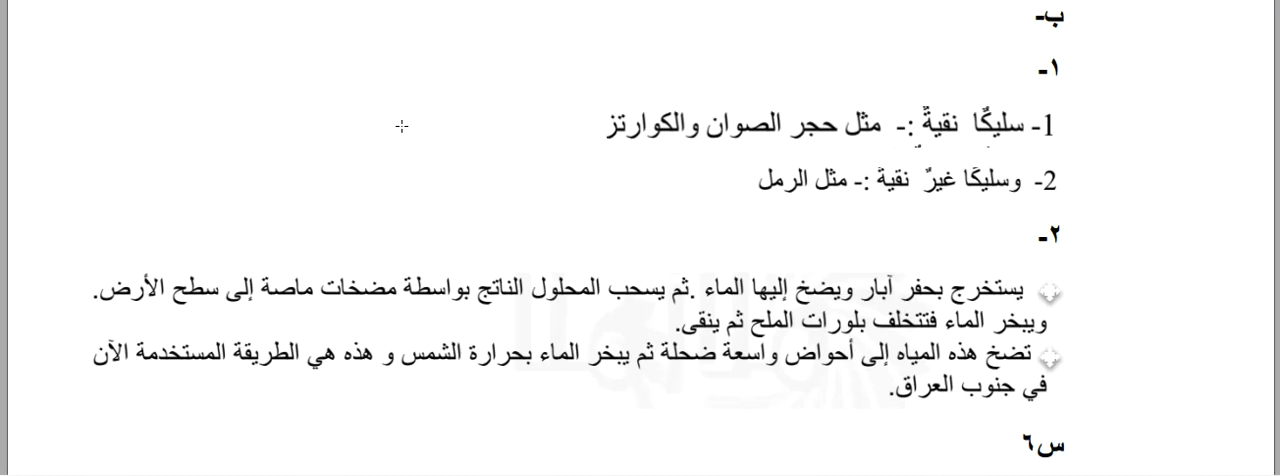 ب-
١-
1- سليكًّا نقيةٌ :- مثل حجر الصوان والكوارتز
2- وسليكًا غيرٌ نقيةَ :- مثل الرمل
٢-
يستخرج بحفر آبار ويضخ إليها الماء .ثم يسحب المحلول الناتج بواسطة مضخات ماصة إلى سطح الأرض.
ويبخر الماء فتتخلف بلورات الملح ثم ينقى.
تضخ هذه المياه إلى أحواض واسعة ضحلة ثم يبخر الماء بحرارة الشمس و هذه هي الطريقة المستخدمة الآن
في جنوب العراق.
س٦